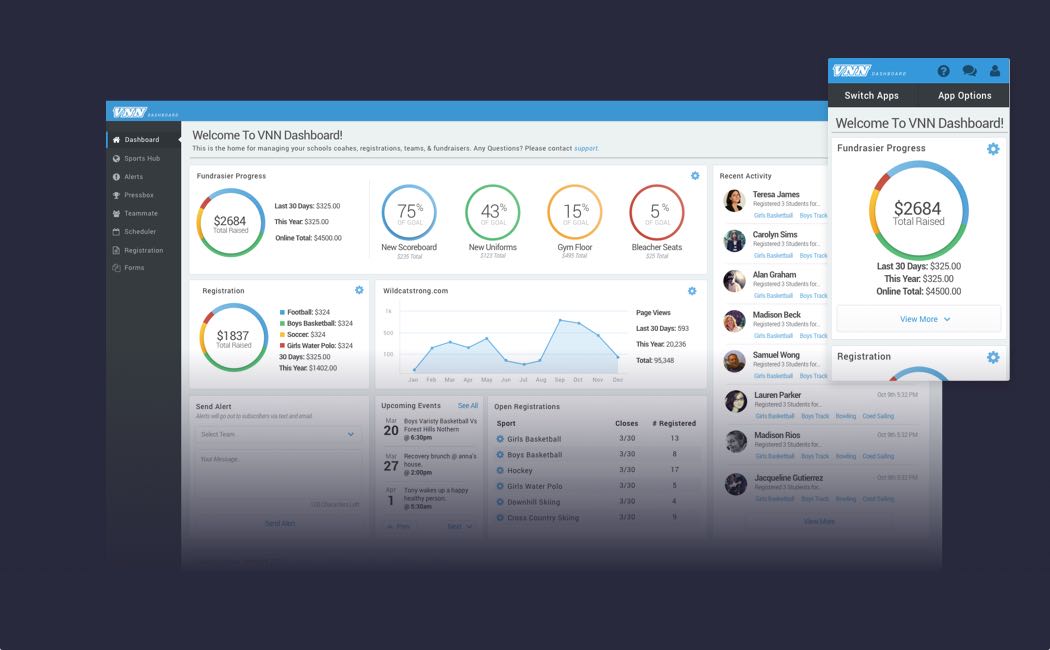 VNN DASHBOARD
Dashboard
Sports Hub
Alerts
Pressbox
Teammate
Scheduler
Registration
Forms
Welcome To VNN Dashboard!
This is the home for managing your schools coahes, registrations, teams, & fundraisers. Any Questions? Please contact support.
Fundrasier Progress
$2684
Total Raised
Last 30 Days: $325.00
This Year: $325.00
Online Total: $4500.00
75%
OF GOAL
New Scoreboard
$235 Total
43%
OF GOAL
New Uniforms
$123 Total
15%
OF GOAL
Gym Floor
$495 Total
5%
OF GOAL
Bleacher Seats
$25 Total
Registration
$1837
Total Raised
Football: $324
Boys Basketball: $324
Soccer: $324
Girls Water Polo: $324
30 Days: $325.00
This Year: $1402.00
Wildcatstrong.com
1k
500
100
Jan Feb Mar Apr May Jun Jul Aug Sep Oct Nov Dec
Page Views
Last 30 Days: 593
This Year: 20,236
Total: 95,348
Send Alert
Alerts will go out to subscribers via text and email.
Select Team
Your Message..
Characters Left
Send Alert
Upcoming Events See All
Mar
20
Boys Varisty Basketball Vs
Forest Hills Nothern
@ 6:30pm
Mar
27
Recovery brunch @ anna's
house.
@ 2:00pm
Apr
1
Tony wakes up a happy
healthy person.
@ 5:30am
Prev Next
Open Registrations
Sport Closes # Registered
Girls Basketball 3/30 13
Boys Basketball 3/30 8
Hockey 3/30 17
Girls Water Polo 3/30 5
Downhill Skiing 3/30 4
Cross Country Skiing 3/30 9
Recent Activity
Teresa James
Registered 3 Students for..
Girls Basketball Boys Track
Carolyn Sims
Registered 3 Students for...
Girls Basketball Boys Track
Alan Graham
Registered 3 Students for...
Girls Basketball Boys Track
Madison Beck
Registered 3 Students for...
Girls Basketball Boys Track
Samuel Wong
Registered 3 Students for...
Girls Basketball Boys Track
Lauren Parker Oct 9th 5:32 PM
Registered 3 Students for..
Girls Basketball Boys Track Bowling Coed Sailing
Madison Rios Oct 9th 5:32 PM
Registered 3 Students for..
Girls Basketball Boys Track Bowling Coed Sailing
Jacqueline Gutierrez Oct 9th 5:32 PM
Registered 3 Students for..
Girls Basketball Boys Track Bowling Coed Sailing
View More
VNN DASHBOARD
Switch Apps App Options
Welcome To VNN Dashboard!
Fundrasier Progress
$2684
Total Raised
Last 30 Days: $325.00
This Year: $325.00
Online Total: $4500.00
View More
Registration